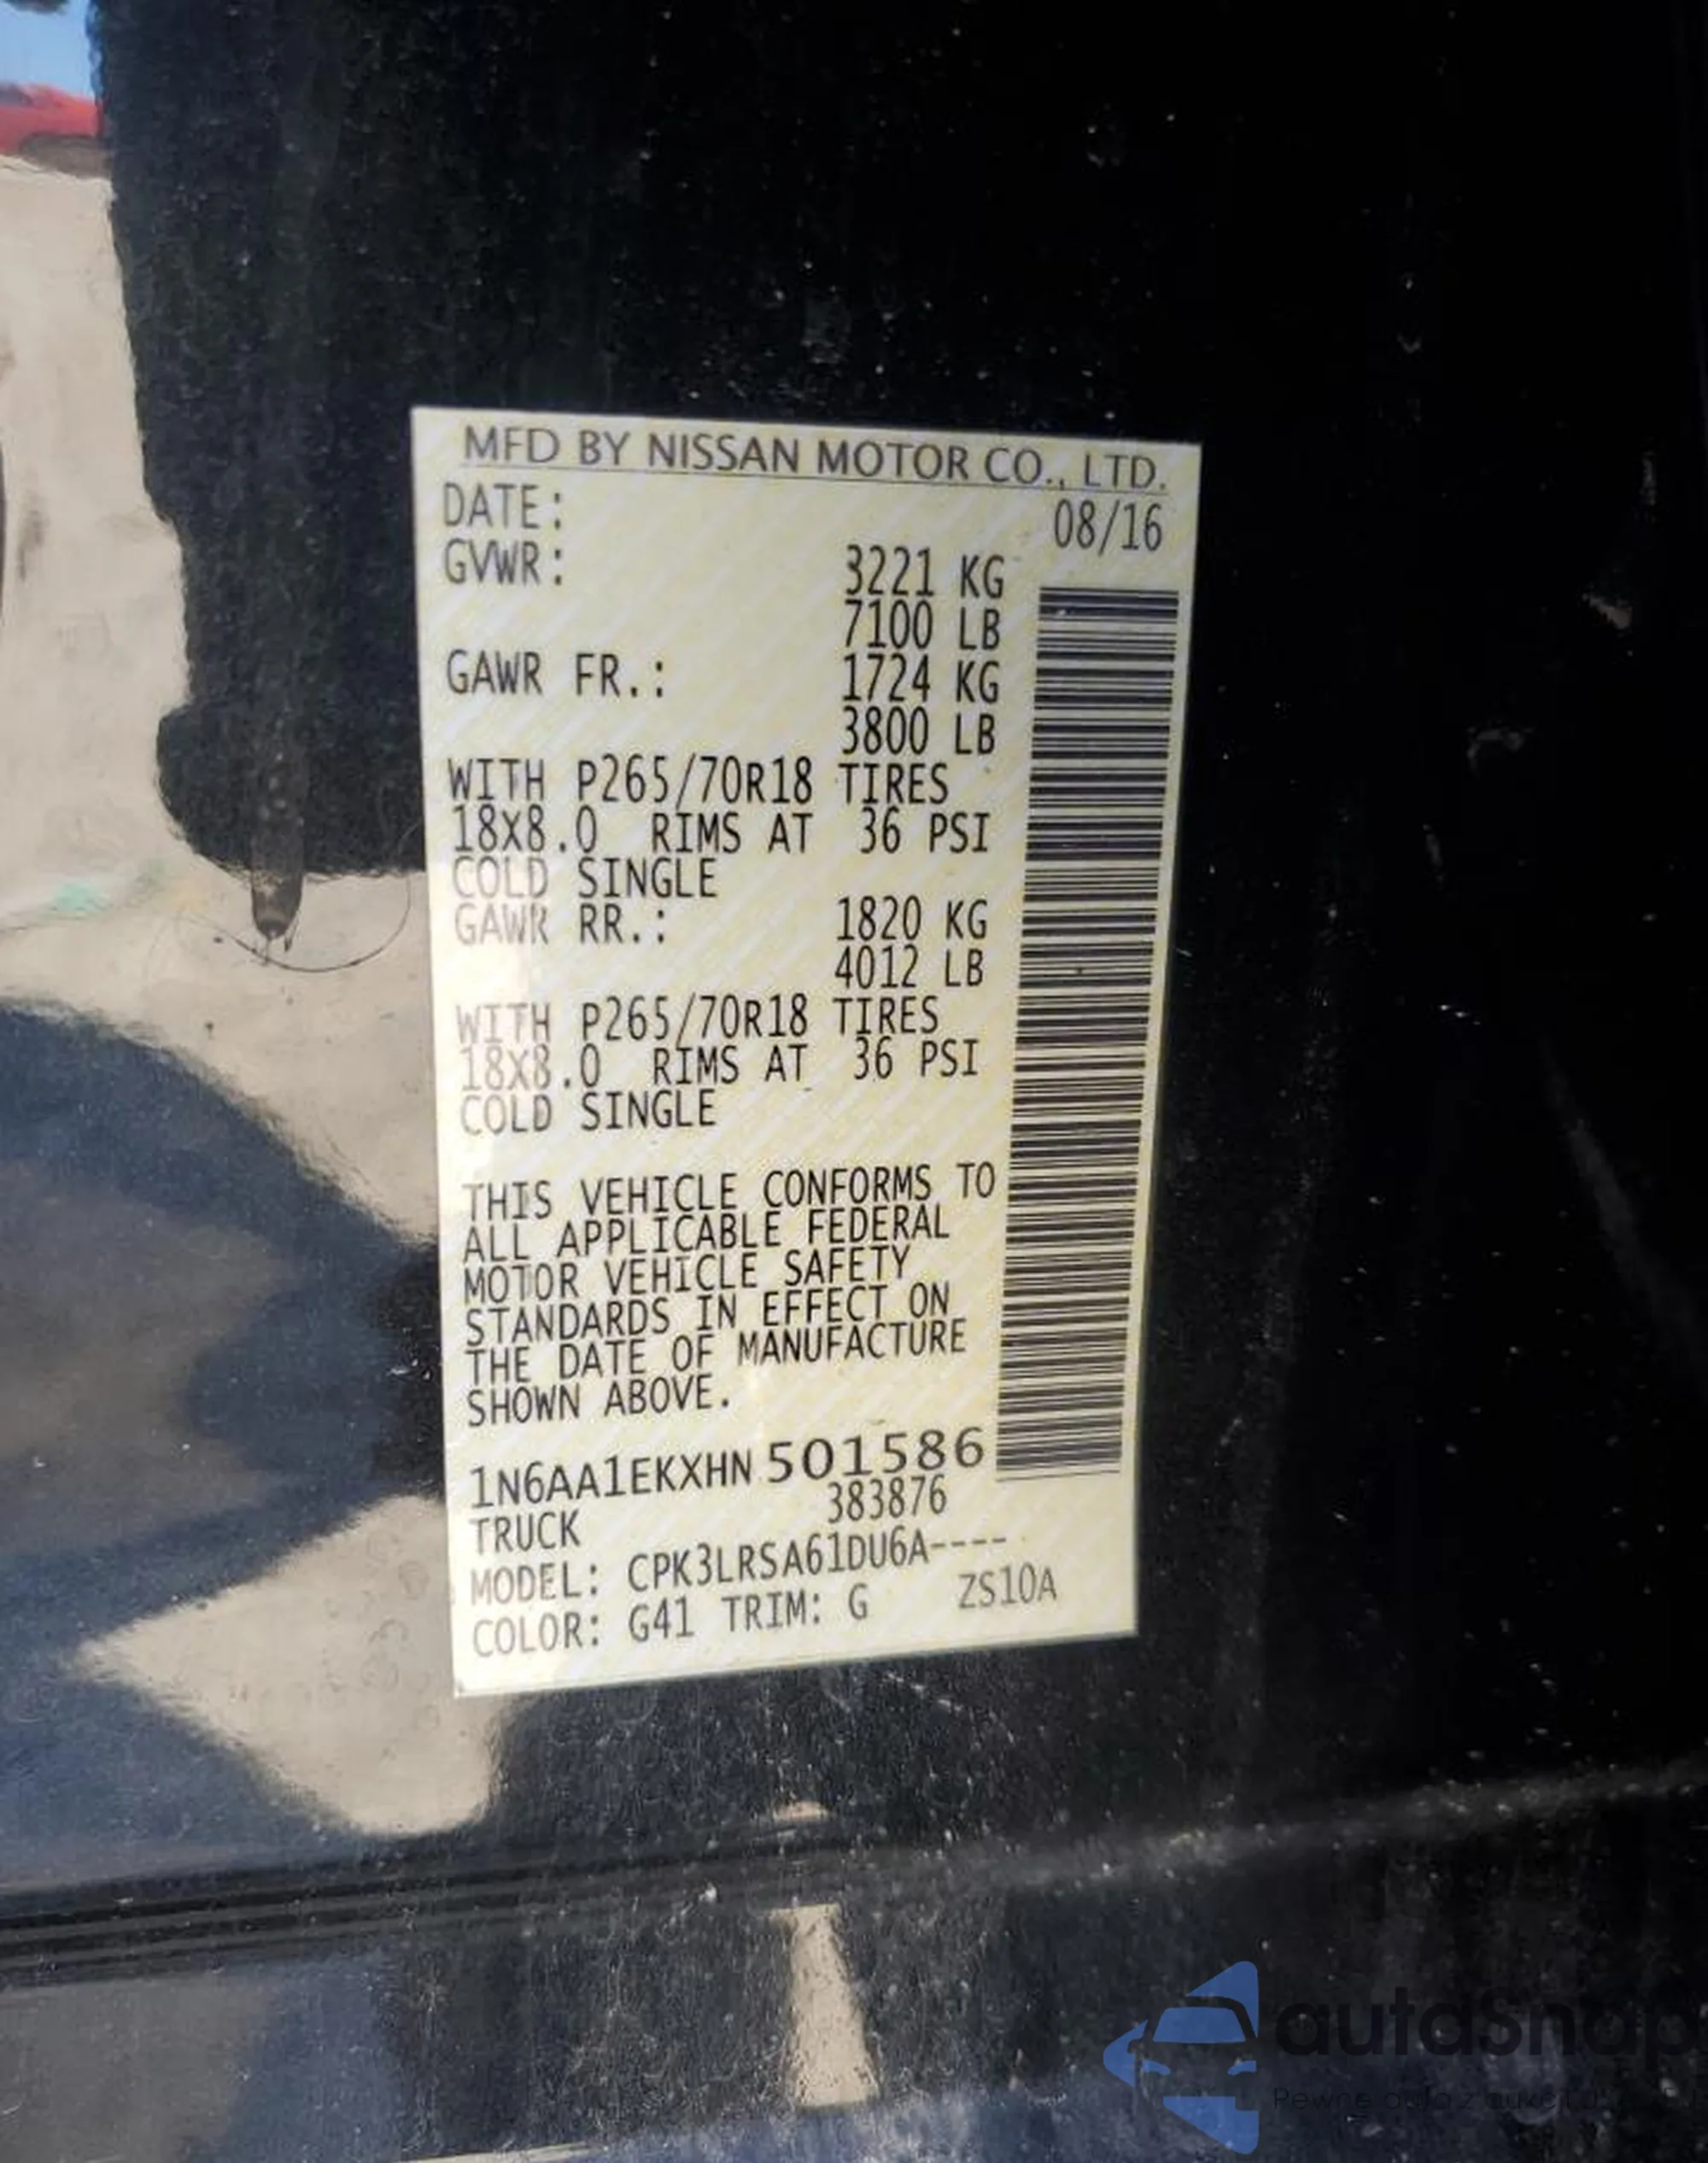 MFD BY NISSAN MOTOR CO., LTD.
DATE: 08/16
GVWR: 3221 KG
7100 LB
GAWR FR.: 1724 KG
3800 LB
WITH P265/70R18 TIRES
18X8.0 RIMS AT 36 PSI
COLD SINGLE
GAWR RR.: 1820 KG
4012 LB
WITH P265/70R18 TIRES
18X8.0 RIMS AT 36 PSI
COLD SINGLE
THIS VEHICLE CONFORMS TO
ALL APPLICABLE FEDERAL
MOTOR VEHICLE SAFETY
STANDARDS IN EFFECT ON
THE DATE OF MANUFACTURE
SHOWN ABOVE.
1N6AA1EKXHN 501586
TRUCK 383876
MODEL: CPK3LRSA61DU6A----
COLOR: G41 TRIM: G ZS10A
autaSnap
Pewne auta z aukcji